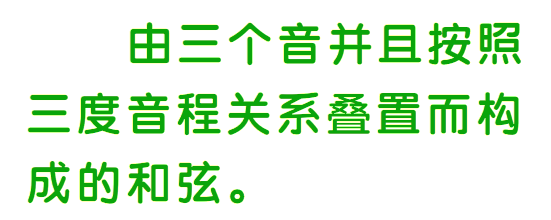 由三个音并且按照
三度音程关系叠置而构
成的和弦。